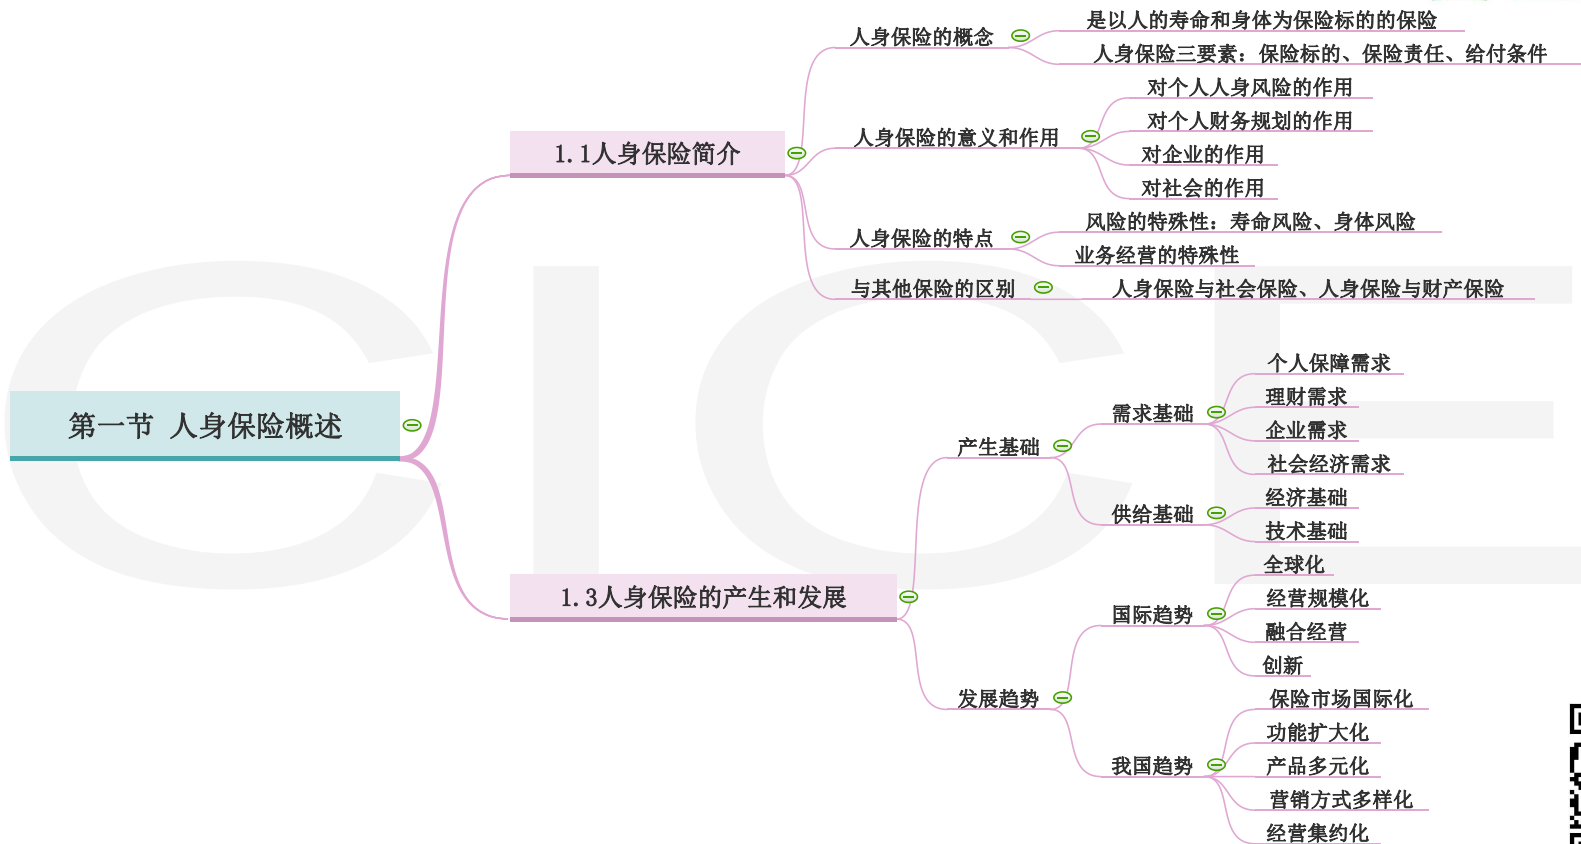 第一节 人身保险概述
1.1人身保险简介
人身保险的概念
是以人的寿命和身体为保险标的的保险
人身保险三要素：保险标的、保险责任、给付条件
人身保险的意义和作用
对个人人身风险的作用
对个人财务规划的作用
对企业的作用
对社会的作用
人身保险的特点
风险的特殊性：寿命风险、身体风险
业务经营的特殊性
与其他保险的区别
人身保险与社会保险、人身保险与财产保险
1.3人身保险的产生和发展
产生基础
需求基础
个人保障需求
理财需求
企业需求
社会经济需求
供给基础
经济基础
技术基础
发展趋势
国际趋势
全球化
经营规模化
融合经营
创新
我国趋势
保险市场国际化
功能扩大化
产品多元化
营销方式多样化
经营集约化
CICE